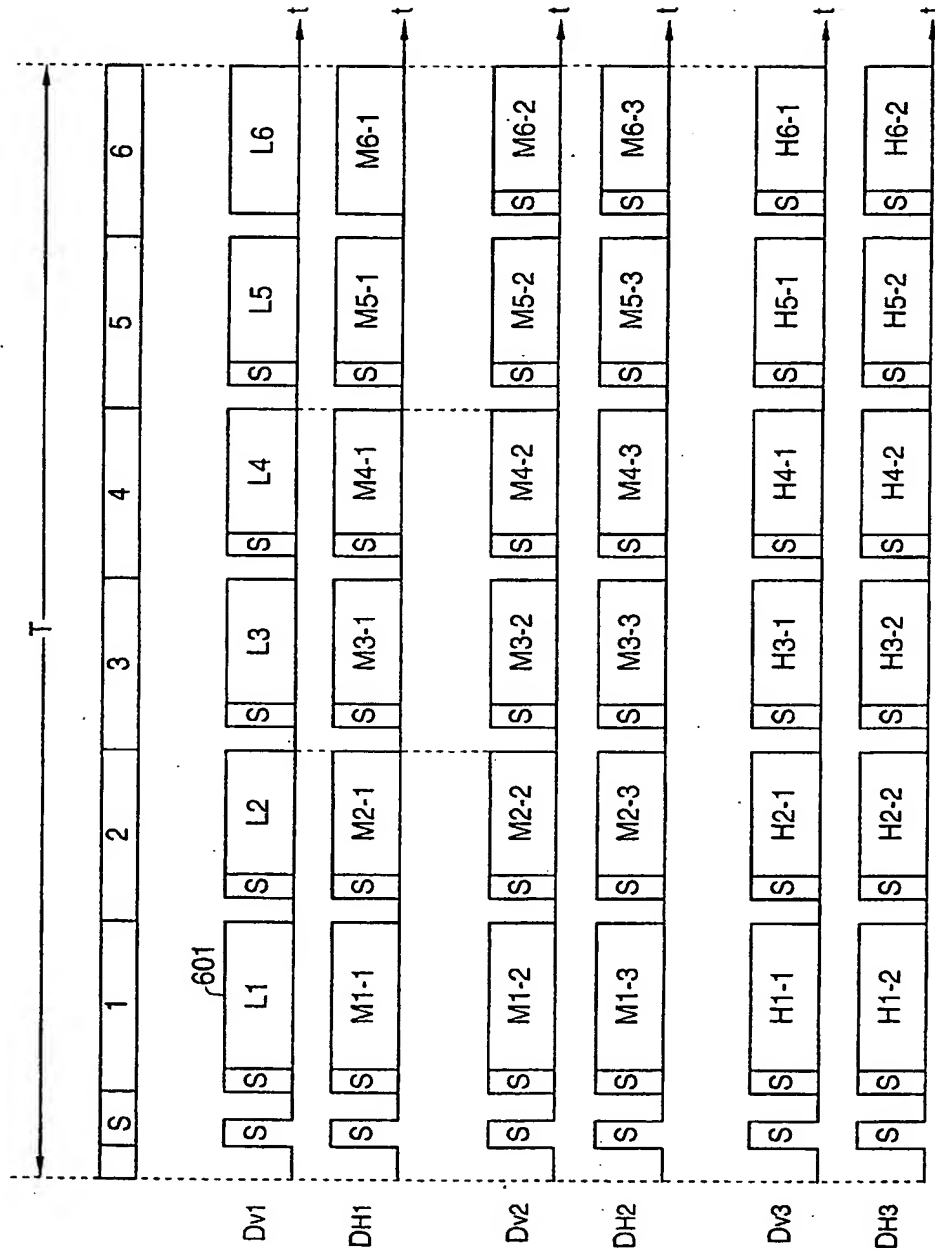 T
S 1 2 3 4 5 6
601
Dv1 S S L1 S L2 S L3 S L4 S L5 L6 t
DH1 S S M1-1 S M2-1 S M3-1 S M4-1 S M5-1 M6-1 t
Dv2 S S M1-2 S M2-2 S M3-2 S M4-2 S M5-2 S M6-2 t
DH2 S S M1-3 S M2-3 S M3-3 S M4-3 S M5-3 S M6-3 t
Dv3 S S H1-1 S H2-1 S H3-1 S H4-1 S H5-1 S H6-1 t
DH3 S S H1-2 S H2-2 S H3-2 S H4-2 S H5-2 S H6-2 t